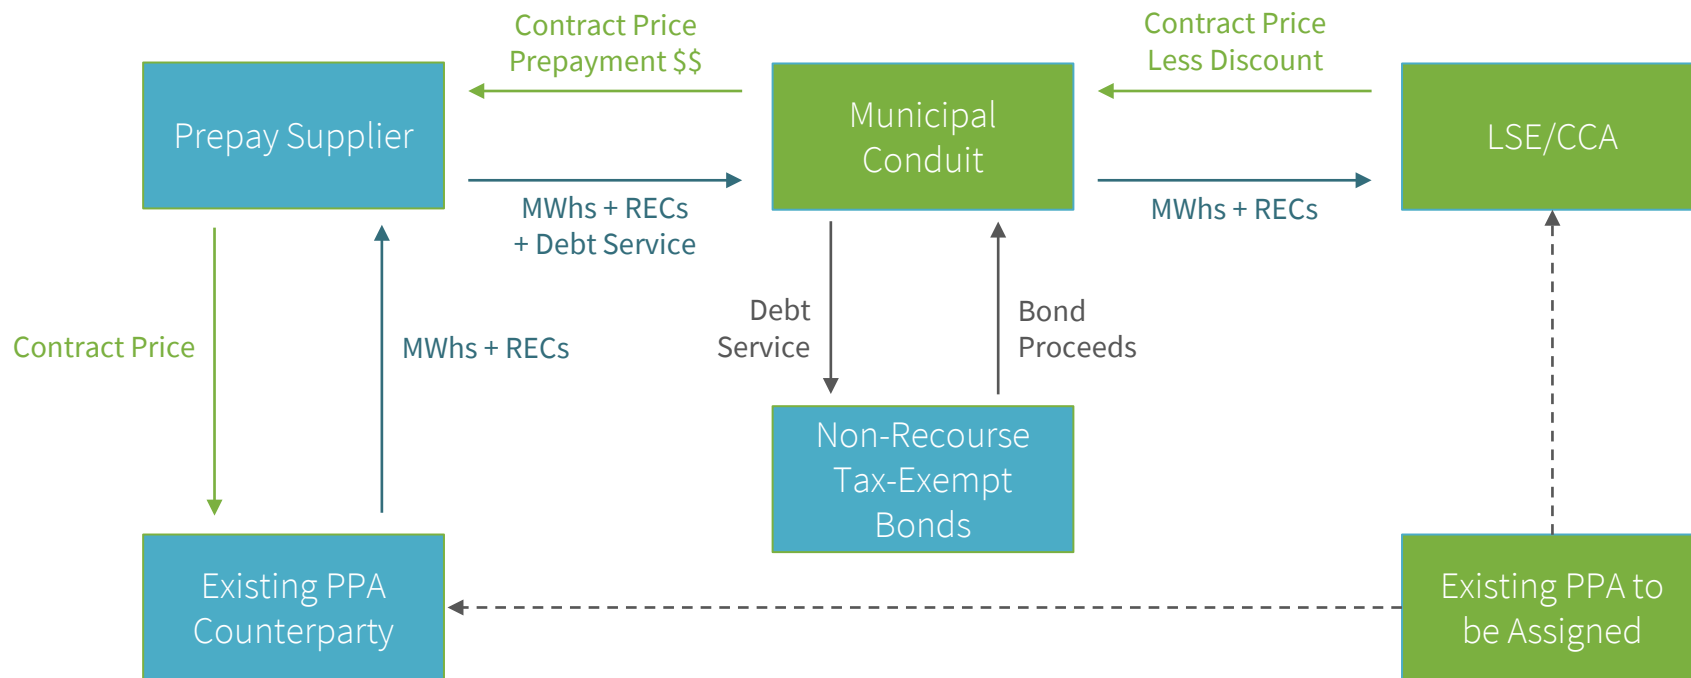 Contract Price
Prepayment $$
Contract Price
Less Discount
Prepay Supplier
Municipal
Conduit
LSE/CCA
MWhs + RECs
+ Debt Service
MWhs + RECs
Contract Price
MWhs + RECs
Debt
Service
Bond
Proceeds
Non-Recourse
Tax-Exempt
Bonds
Existing PPA
Counterparty
Existing PPA to
be Assigned